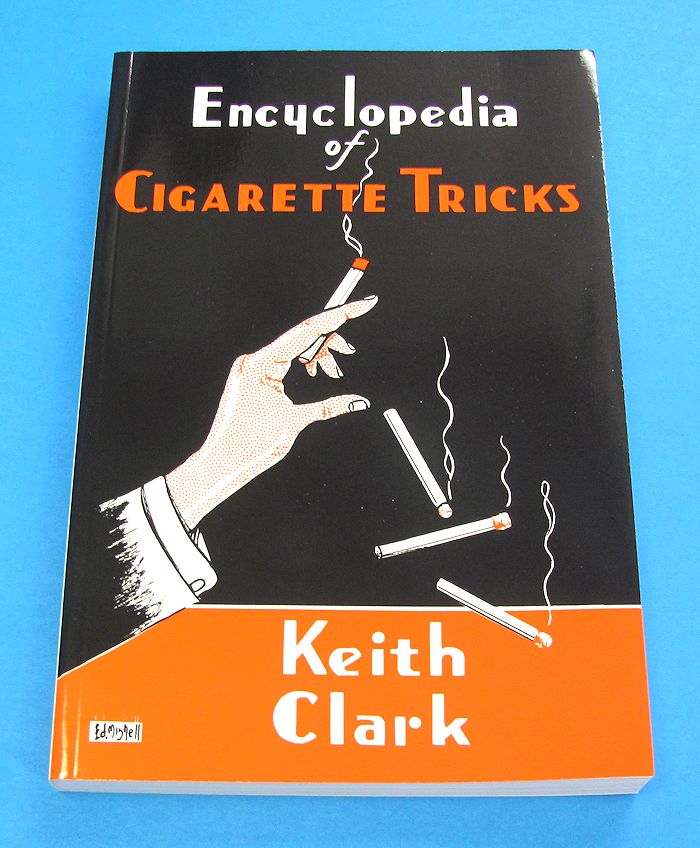 Encyclopedia
of
CIGARETTE TRICKS
Keith
Clark
Ed. Mishell